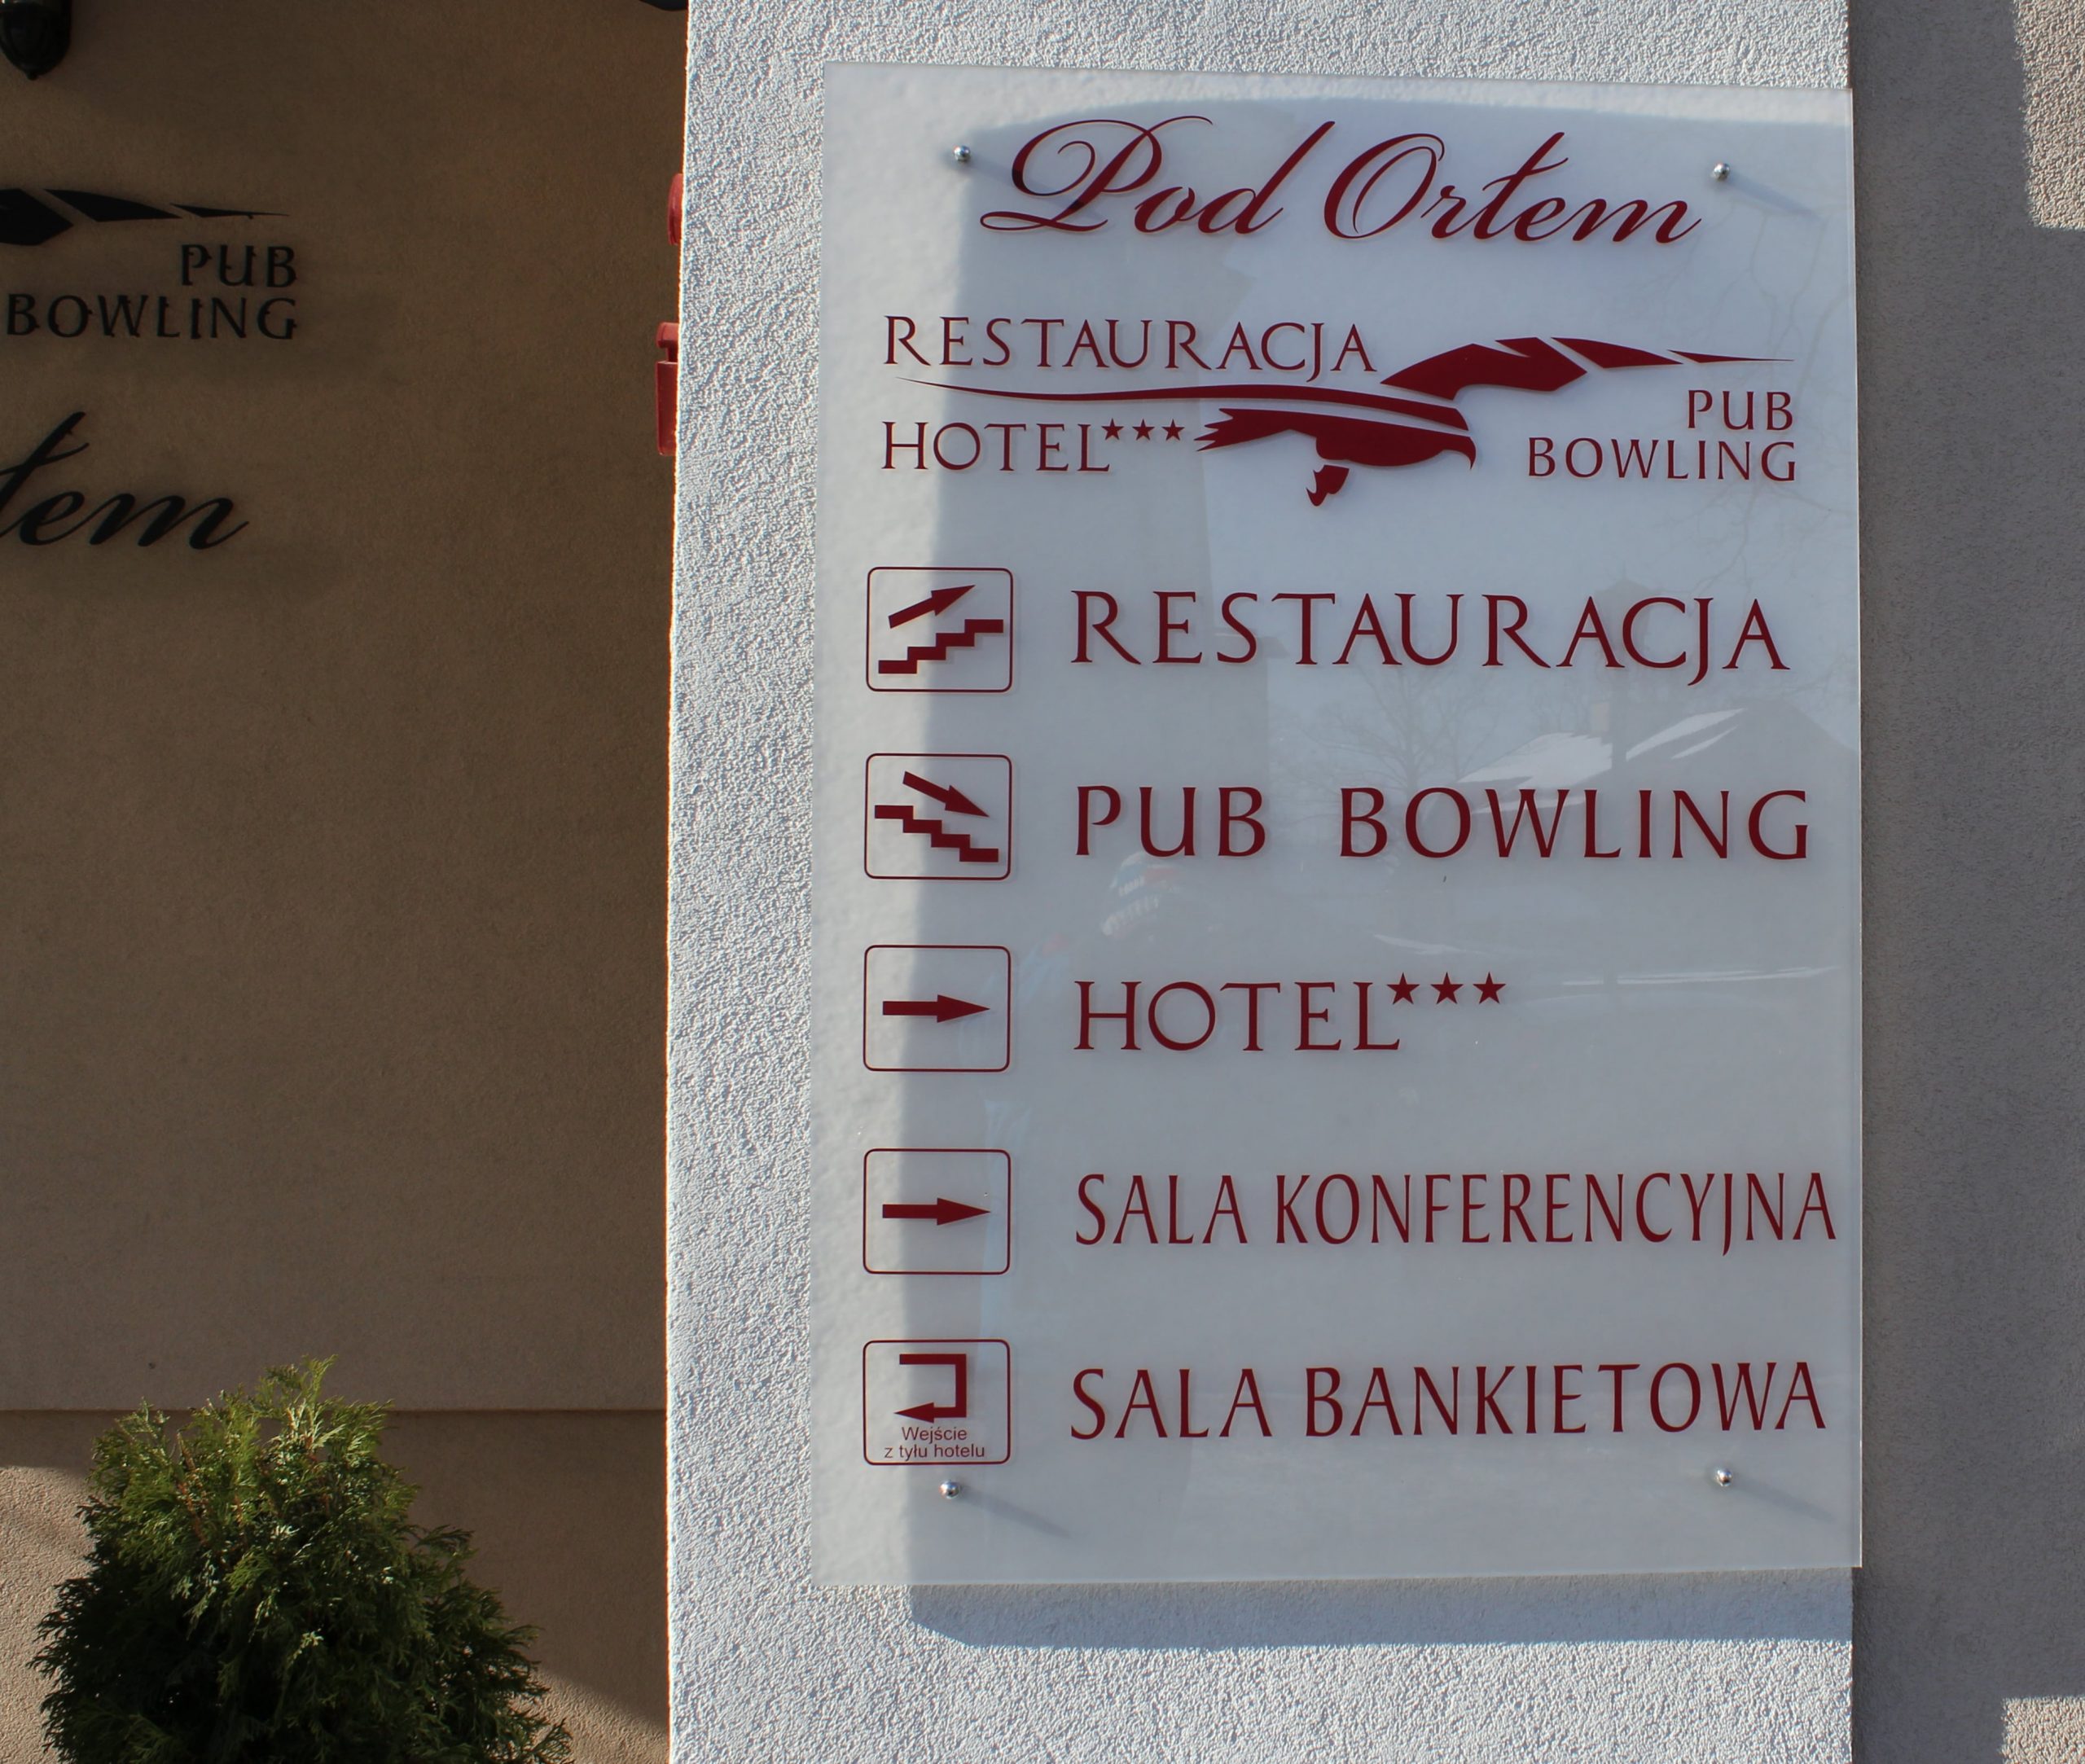 PUB
BOWLING
łem
Pod Orłem
RESTAURACJA
HOTEL***
PUB
BOWLING
RESTAURACJA
PUB BOWLING
HOTEL***
SALA KONFERENCYJNA
SALA BANKIETOWA
Wejście
z tyłu hotelu